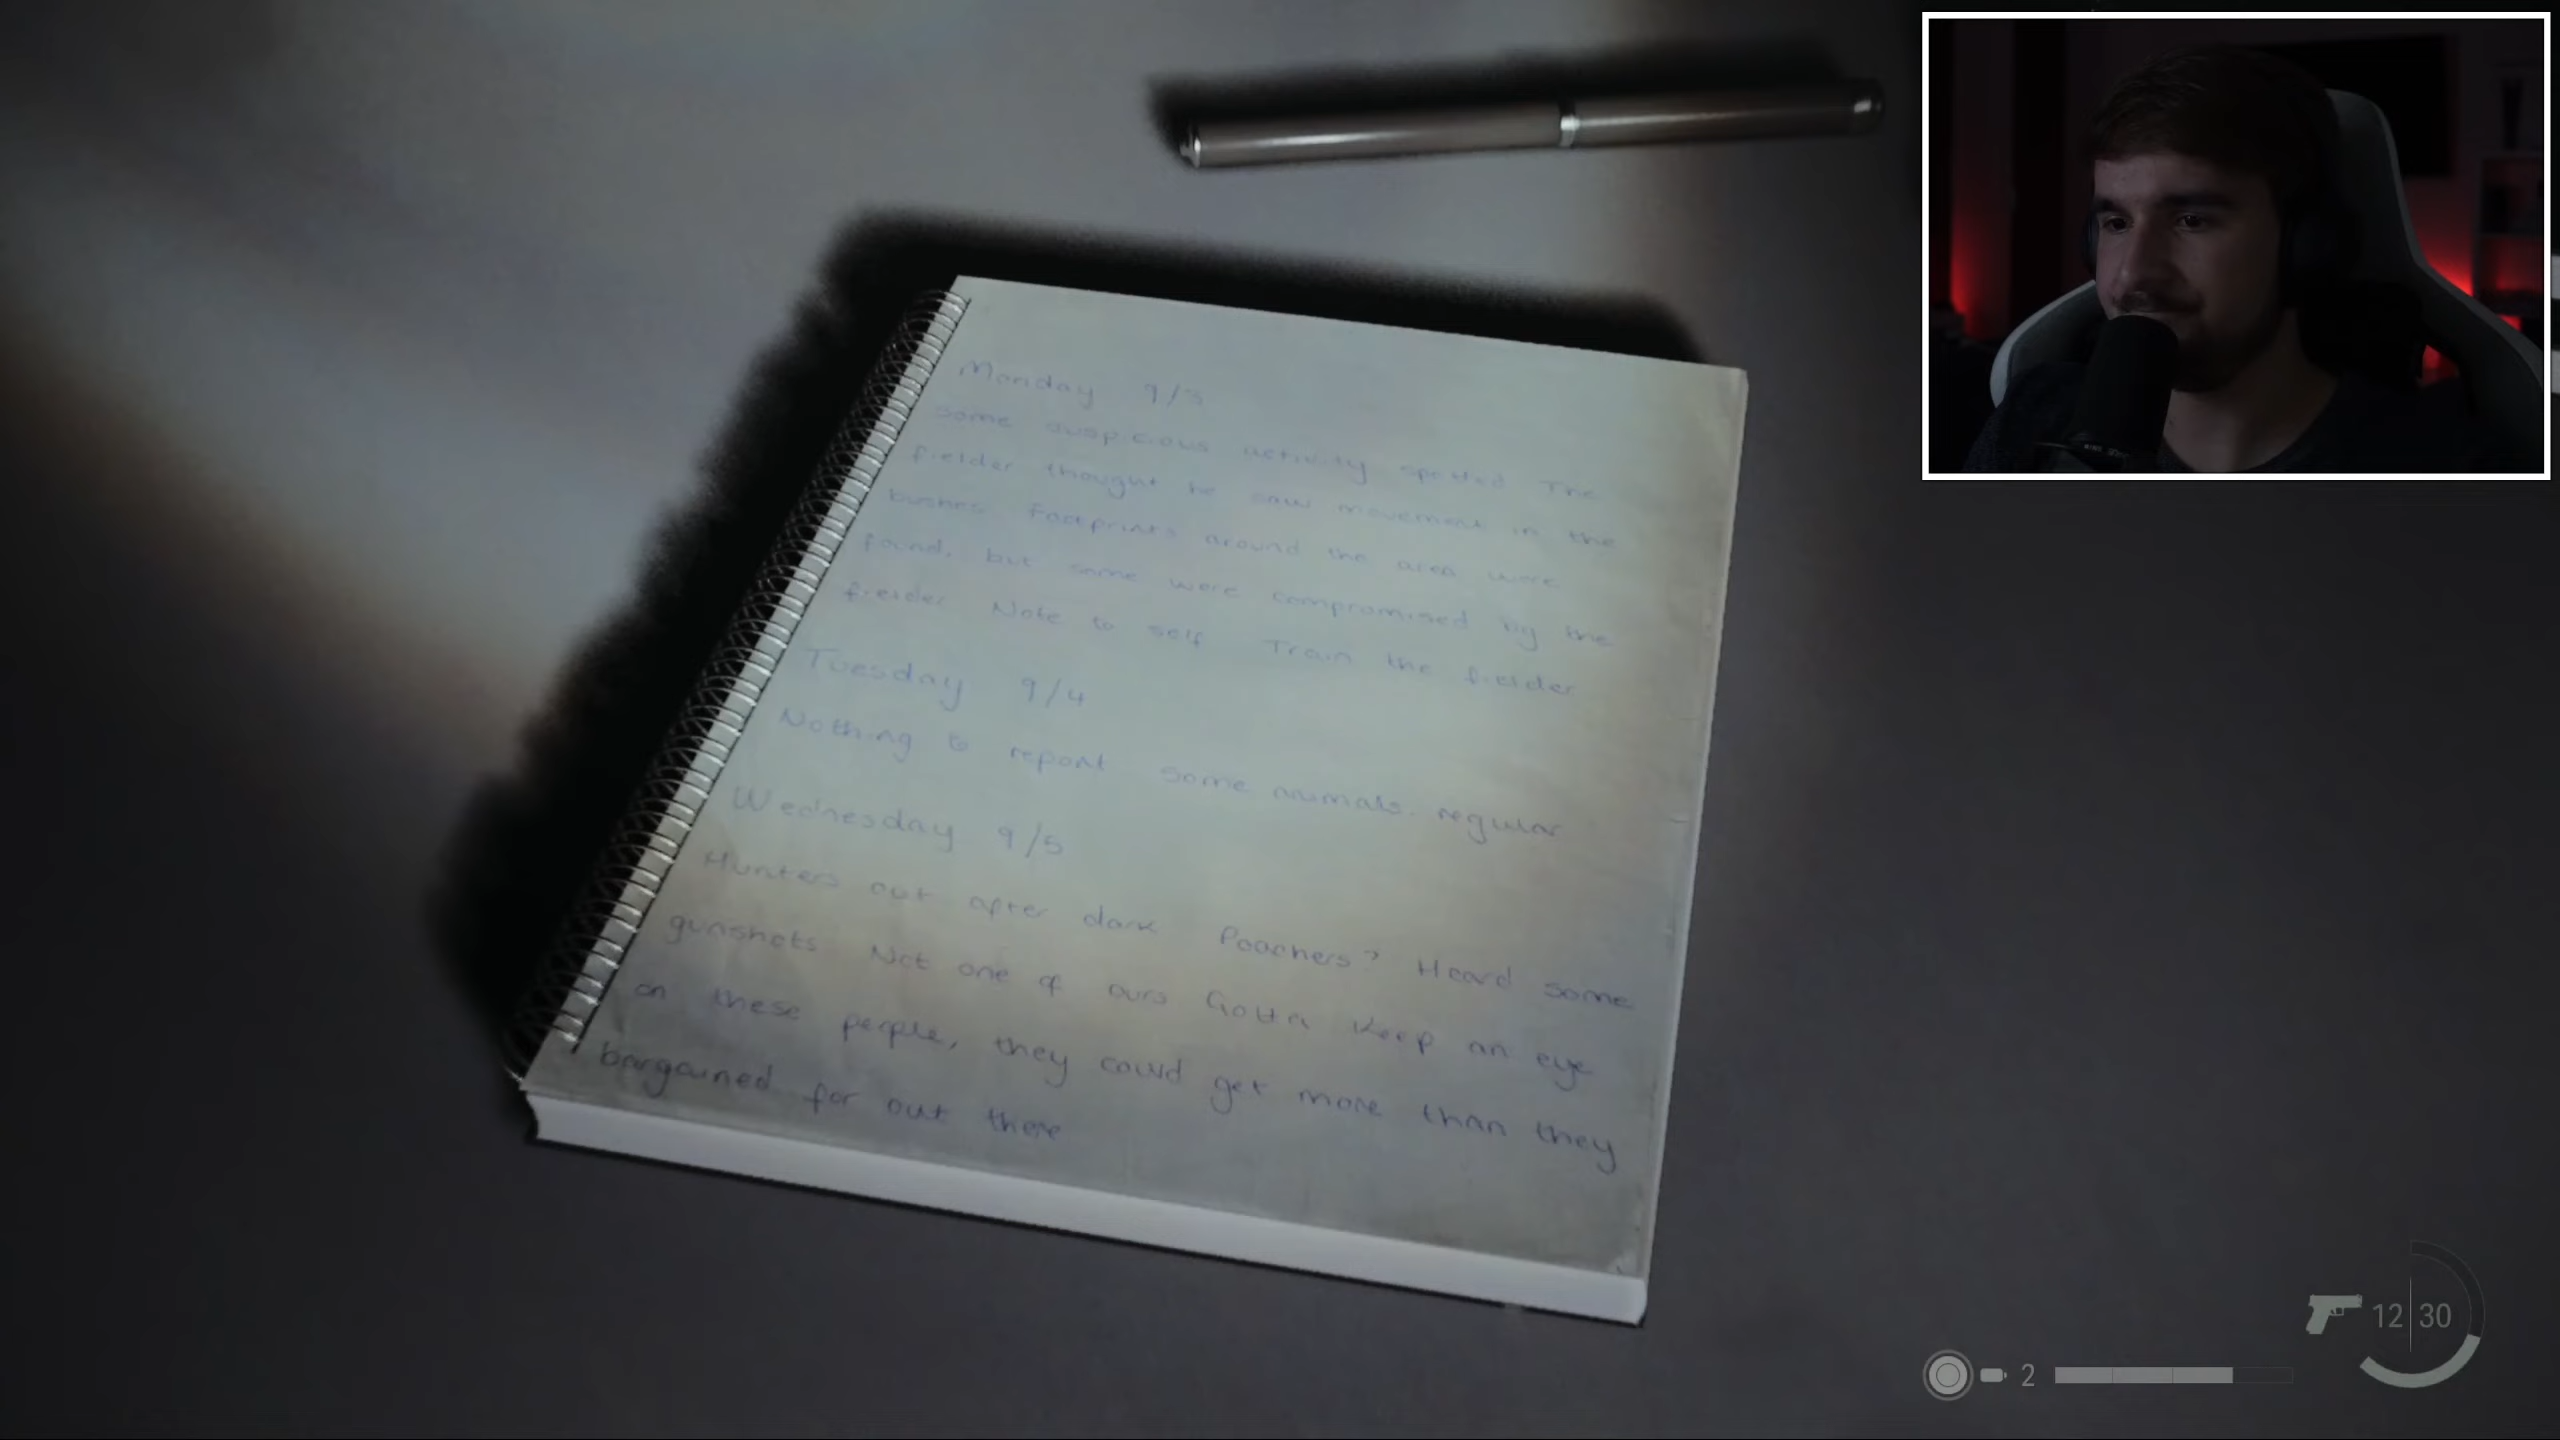 Monday 9/3
some suspicious activity spotted The
fielder thought he saw movement in the
bushes. Footprints around the area were
found, but some were compromised by the
fielder Note to self Train the fielder
Tuesday 9/4
Nothing to report some animals. regular
Wednesday 9/5
Hunters out after dark Poachers? Heard some
gunshots Not one of ours Gotta keep an eye
on these people, they could get more than they
bargained for out there
12|30
2